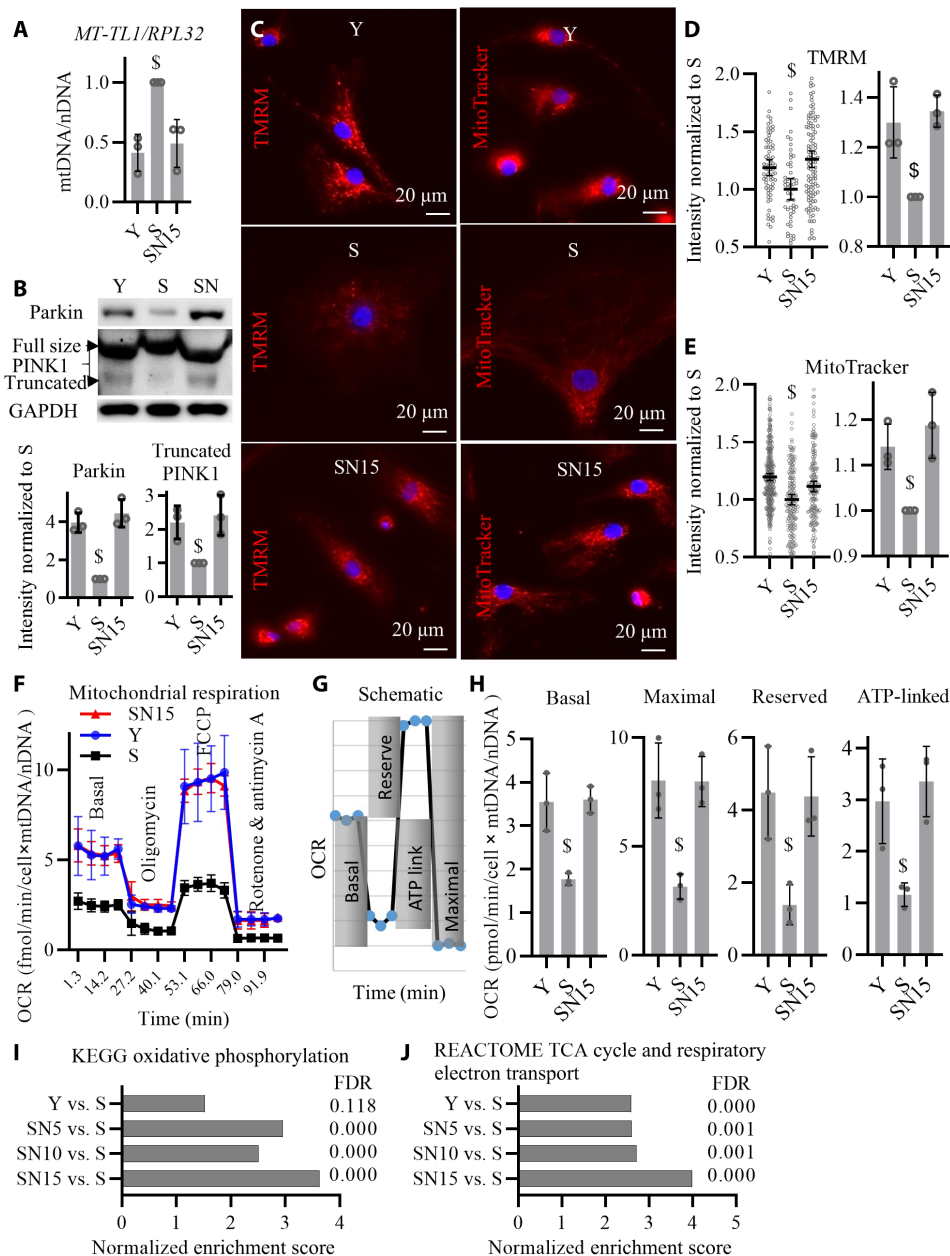 A
MT-TL1/RPL32
mtDNA/nDNA
1.0
0.5
0.0
$
Y
S
SN15
B
Y S SN
Parkin
Full size
PINK1
Truncated
GAPDH
Intensity normalized to S
Parkin
4
2
0
$
Y
S
SN15
Truncated
PINK1
3
2
1
0
$
Y
S
SN15
C
Y
TMRM
20 μm
Y
MitoTracker
20 μm
S
TMRM
20 μm
S
MitoTracker
20 μm
SN15
TMRM
20 μm
SN15
MitoTracker
20 μm
D
TMRM
Intensity normalized to S
2.0
1.5
1.0
0.5
$
Y
S
SN15
1.4
1.2
1.0
0.8
$
Y
S
SN15
E
MitoTracker
Intensity normalized to S
2.0
1.5
1.0
0.5
$
Y
S
SN15
1.2
1.1
1.0
0.9
$
Y
S
SN15
F
Mitochondrial respiration
SN15
Y
S
OCR (fmol/min/cell×mtDNA/nDNA)
10
5
0
Basal
Oligomycin
FCCP
Rotenone & antimycin A
1.3 14.2 27.2 40.1 53.1 66.0 79.0 91.9
Time (min)
G
Schematic
OCR
Basal
Reserve
ATP link
Maximal
Time (min)
H
OCR (pmol/min/cell × mtDNA/nDNA)
Basal
5
4
3
2
1
0
$
Y
S
SN15
Maximal
10
5
0
$
Y
S
SN15
Reserved
6
4
2
0
$
Y
S
SN15
ATP-linked
4
3
2
1
0
$
Y
S
SN15
I
KEGG oxidative phosphorylation
FDR
Y vs. S 0.118
SN5 vs. S 0.000
SN10 vs. S 0.000
SN15 vs. S 0.000
0 1 2 3 4
Normalized enrichment score
J
REACTOME TCA cycle and respiratory
electron transport
FDR
Y vs. S 0.000
SN5 vs. S 0.001
SN10 vs. S 0.001
SN15 vs. S 0.000
0 1 2 3 4 5
Normalized enrichment score